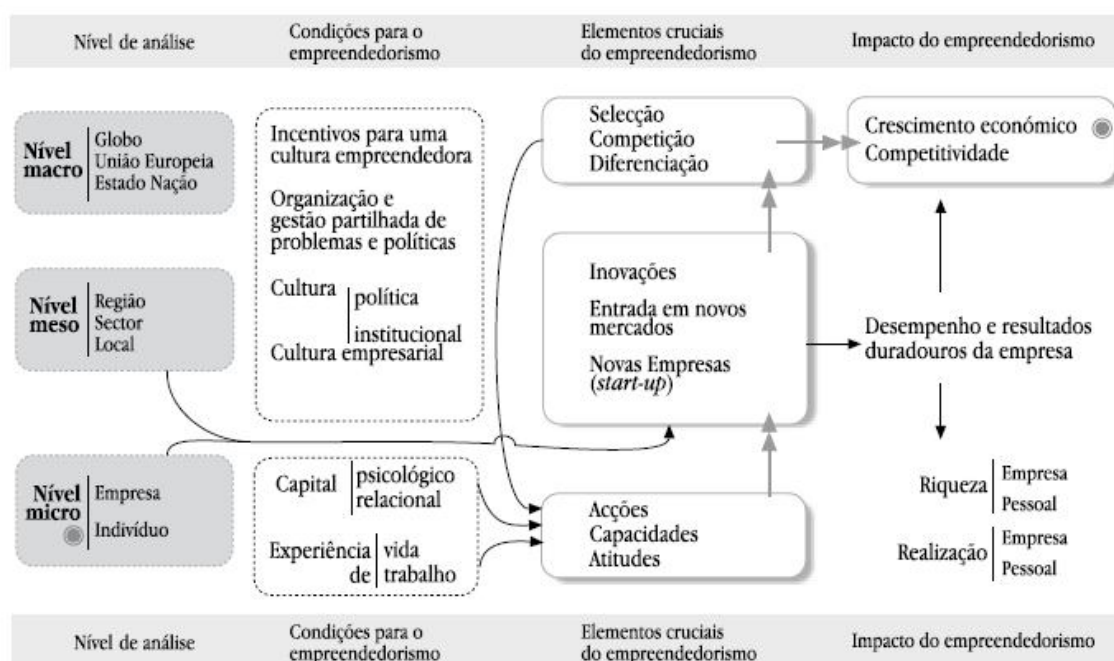 Nível de análise
Condições para o
empreendedorismo
Elementos cruciais
do empreendedorismo
Impacto do empreendedorismo
Nível
macro
Globo
União Europeia
Estado Nação
Nível
meso
Região
Sector
Local
Nível
micro
Empresa
Indivíduo
Incentivos para uma
cultura empreendedora
Organização e
gestão partilhada de
problemas e políticas
Cultura
política
institucional
Cultura empresarial
Capital
psicológico
relacional
Experiência
de
vida
trabalho
Selecção
Competição
Diferenciação
Inovações
Entrada em novos
mercados
Novas Empresas
(start-up)
Acções
Capacidades
Atitudes
Crescimento económico
Competitividade
Desempenho e resultados
duradouros da empresa
Riqueza
Empresa
Pessoal
Realização
Empresa
Pessoal
Nível de análise
Condições para o
empreendedorismo
Elementos cruciais
do empreendedorismo
Impacto do empreendedorismo